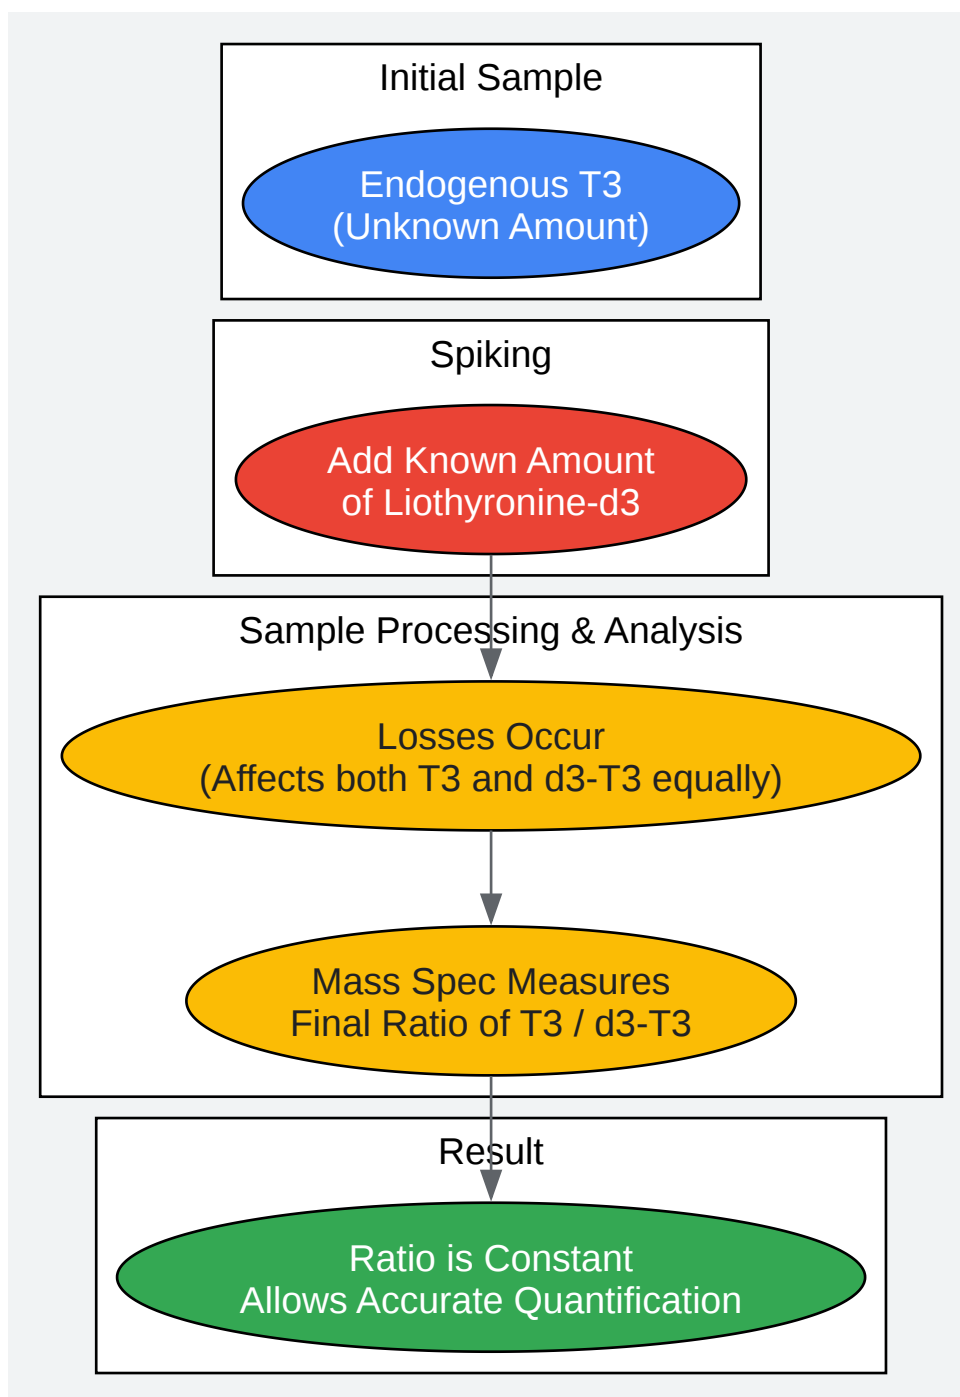 Initial Sample
Endogenous T3
(Unknown Amount)
Spiking
Add Known Amount
of Liothyronine-d3
Sample Processing & Analysis
Losses Occur
(Affects both T3 and d3-T3 equally)
Mass Spec Measures
Final Ratio of T3 / d3-T3
Result
Ratio is Constant
Allows Accurate Quantification